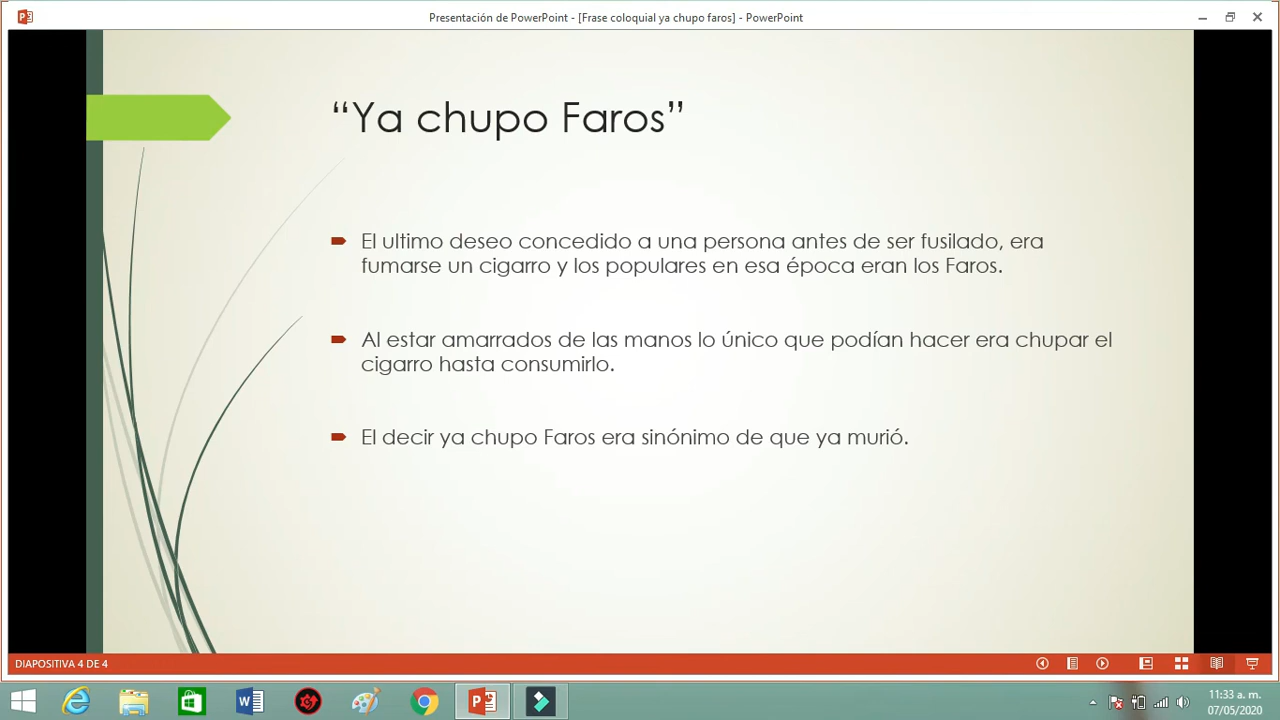 Presentación de PowerPoint - [Frase coloquial ya chupo faros] - PowerPoint
“Ya chupo Faros”
El ultimo deseo concedido a una persona antes de ser fusilado, era
fumarse un cigarro y los populares en esa época eran los Faros.
Al estar amarrados de las manos lo único que podían hacer era chupar el
cigarro hasta consumirlo.
El decir ya chupo Faros era sinónimo de que ya murió.
DIAPOSITIVA 4 DE 4
11:33 a. m.
07/05/2020